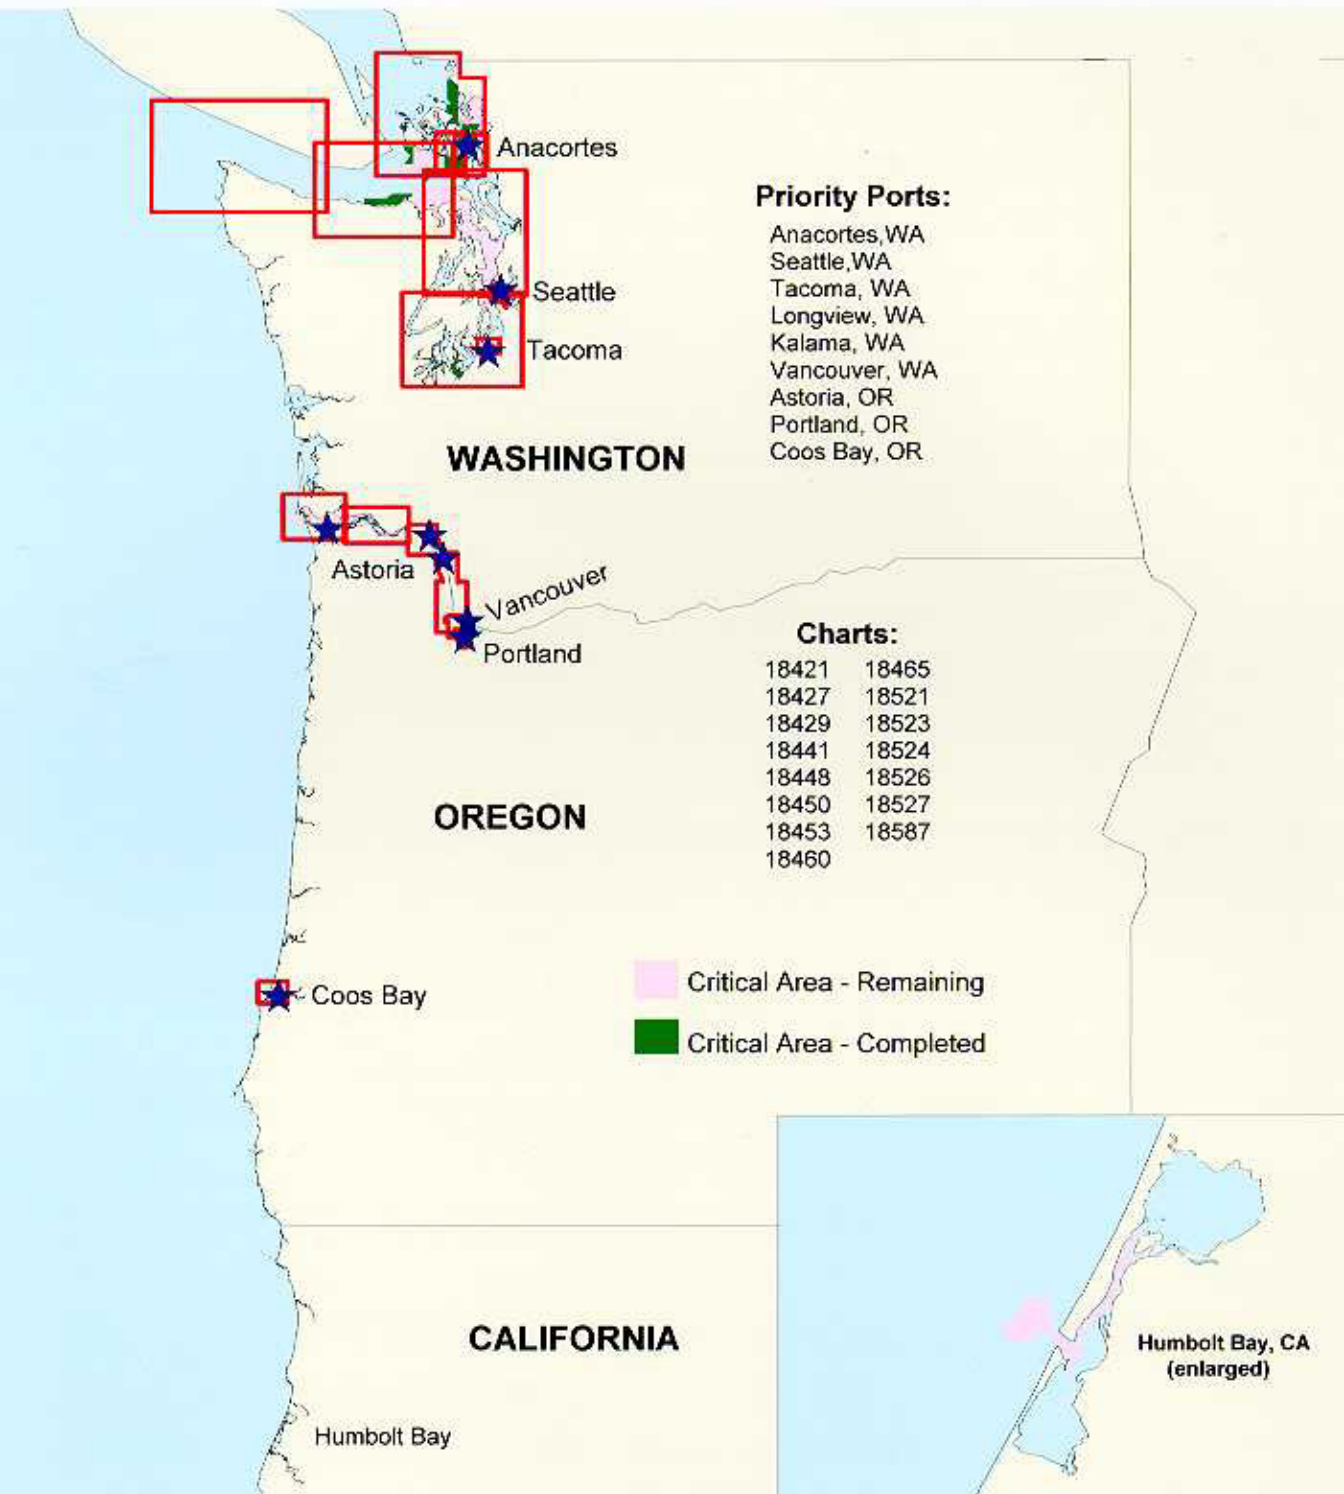 Anacortes
Priority Ports:
Anacortes,WA
Seattle,WA
Tacoma, WA
Longview, WA
Kalama, WA
Vancouver, WA
Astoria, OR
Portland, OR
Coos Bay, OR
Seattle
Tacoma
WASHINGTON
Astoria
Vancouver
Portland
Charts:
18421 18465
18427 18521
18429 18523
18441 18524
18448 18526
18450 18527
18453 18587
18460
OREGON
Critical Area - Remaining
Coos Bay
Critical Area - Completed
CALIFORNIA
Humbolt Bay, CA
(enlarged)
Humbolt Bay